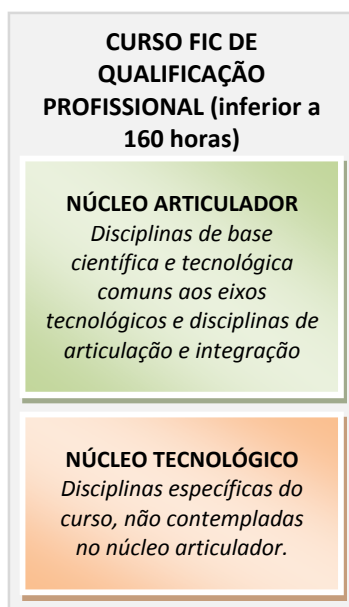 CURSO FIC DE
QUALIFICAÇÃO
PROFISSIONAL (inferior a
160 horas)
NÚCLEO ARTICULADOR
Disciplinas de base
científica e tecnológica
comuns aos eixos
tecnológicos e disciplinas de
articulação e integração
NÚCLEO TECNOLÓGICO
Disciplinas específicas do
curso, não contempladas
no núcleo articulador.